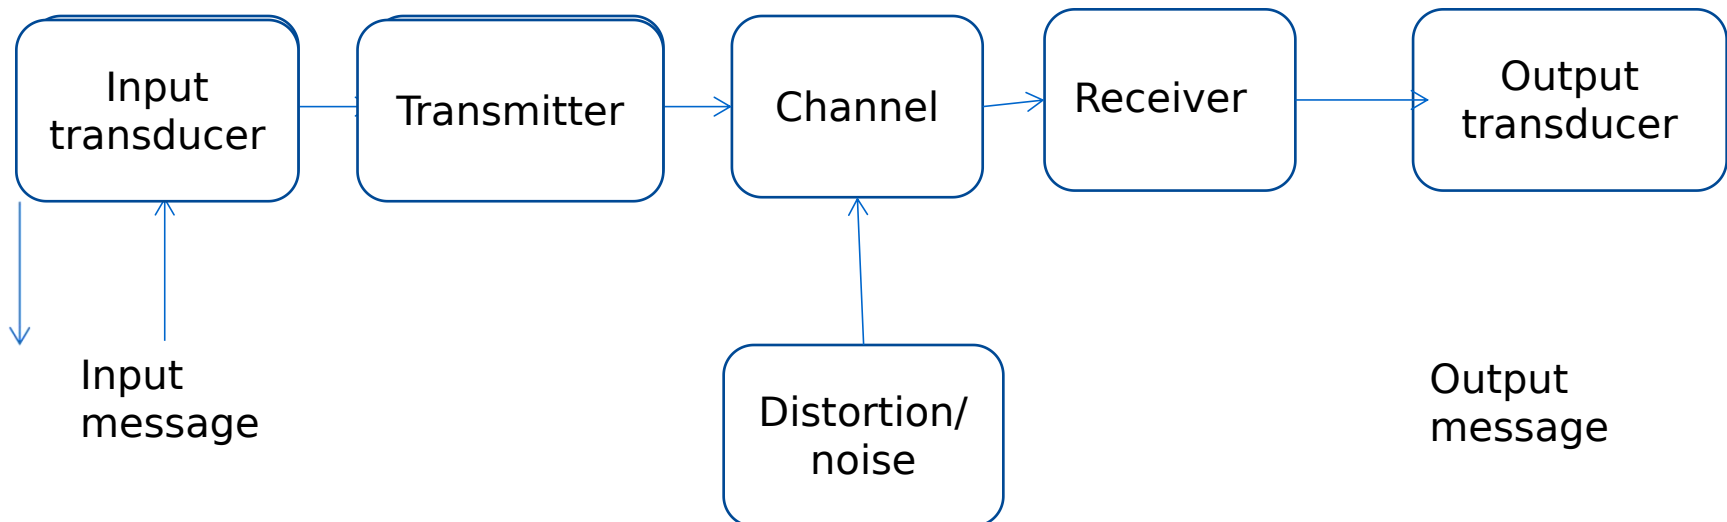 Input
transducer
Transmitter
Channel
Receiver
Output
transducer
Input
message
Distortion/
noise
Output
message